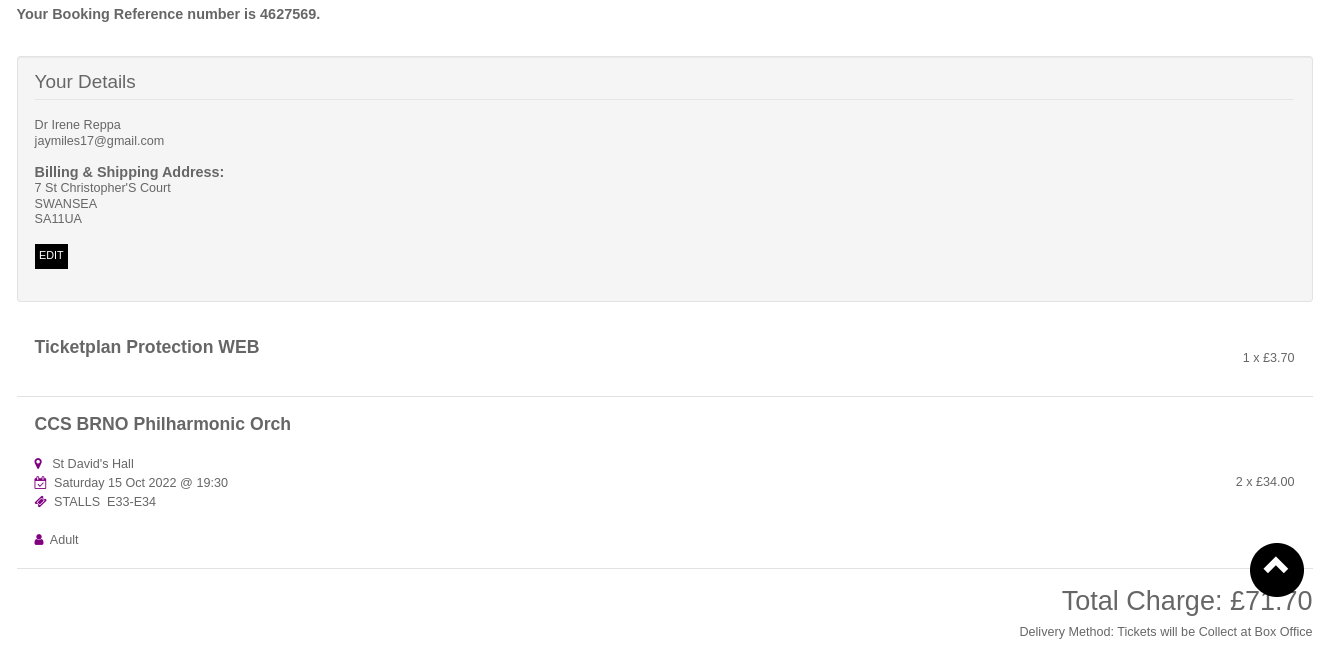 Your Booking Reference number is 4627569.
Your Details
Dr Irene Reppa
jaymiles17@gmail.com
Billing & Shipping Address:
7 St Christopher'S Court
SWANSEA
SA11UA
EDIT
Ticketplan Protection WEB
1 x £3.70
CCS BRNO Philharmonic Orch
St David's Hall
Saturday 15 Oct 2022 @ 19:30
2 x £34.00
STALLS E33-E34
Adult
Total Charge: £71.70
Delivery Method: Tickets will be Collect at Box Office